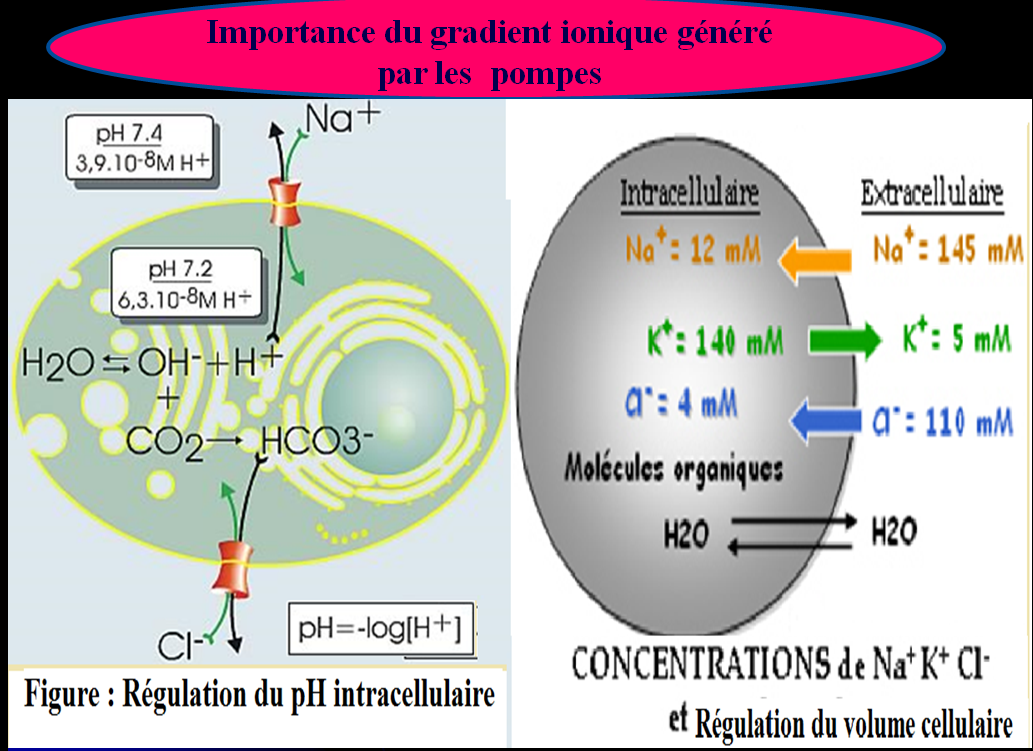 Importance du gradient ionique généré
par les pompes
Na+
pH 7.4
3,9.10-8M H+
pH 7.2
6,3.10-8M H+
H2O ⇆ OH-+H+
+
CO2→ HCO3-
Cl-
pH=-log[H+]
Figure : Régulation du pH intracellulaire
Intracellulaire Extracellulaire
Na+= 12 mM Na+= 145 mM
K+= 140 mM K+= 5 mM
Cl-= 4 mM Cl-= 110 mM
Molécules organiques
H2O H2O
CONCENTRATIONS de Na+ K+ Cl-
et Régulation du volume cellulaire